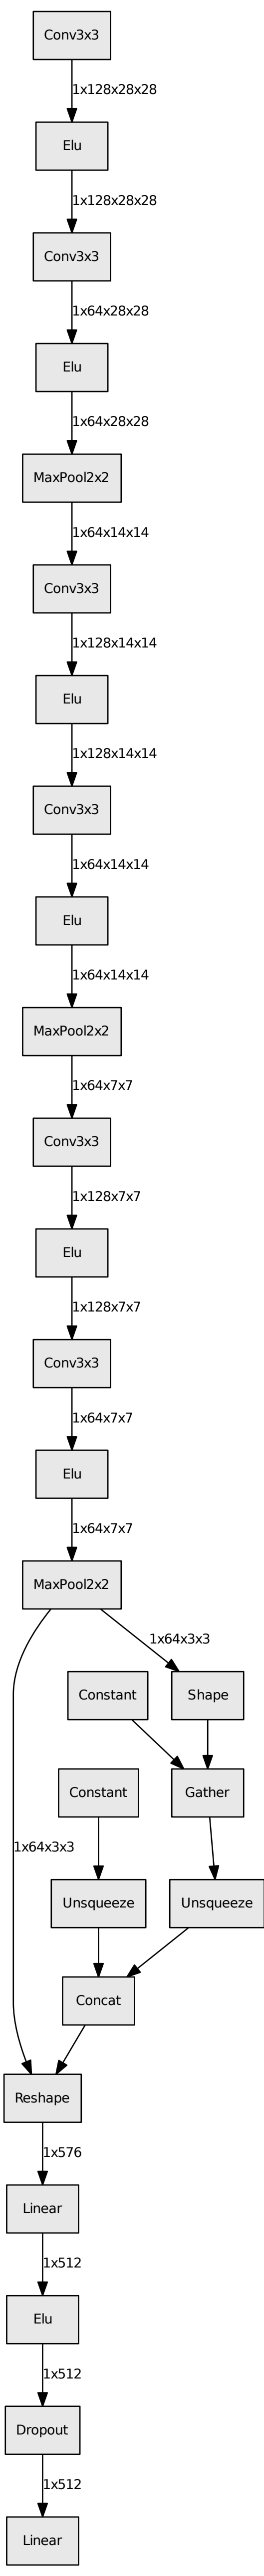 Conv3x3
1x128x28x28
Elu
1x128x28x28
Conv3x3
1x64x28x28
Elu
1x64x28x28
MaxPool2x2
1x64x14x14
Conv3x3
1x128x14x14
Elu
1x128x14x14
Conv3x3
1x64x14x14
Elu
1x64x14x14
MaxPool2x2
1x64x7x7
Conv3x3
1x128x7x7
Elu
1x128x7x7
Conv3x3
1x64x7x7
Elu
1x64x7x7
MaxPool2x2
1x64x3x3
Constant
Shape
Constant
Gather
1x64x3x3
Unsqueeze
Unsqueeze
Concat
Reshape
1x576
Linear
1x512
Elu
1x512
Dropout
1x512
Linear